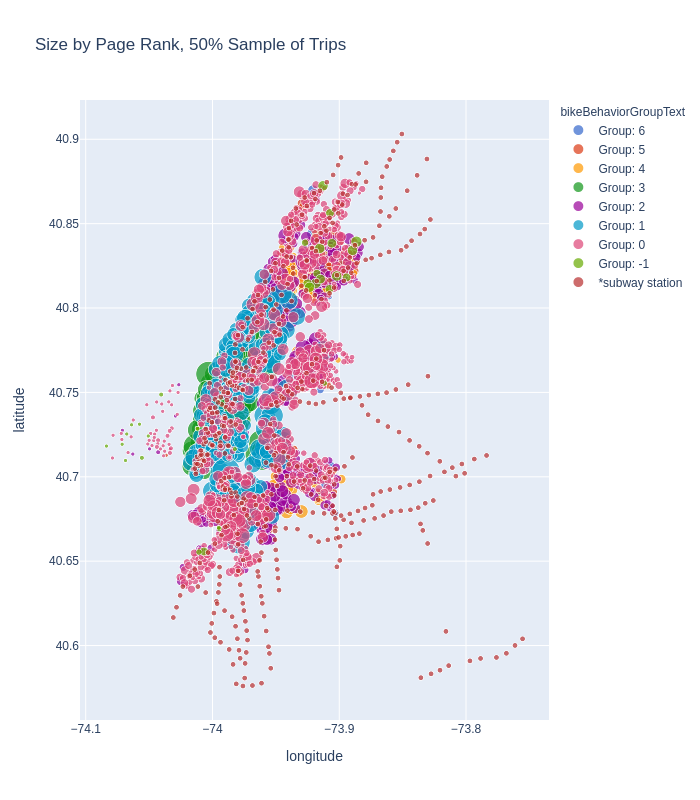 Size by Page Rank, 50% Sample of Trips
bikeBehaviorGroupText
Group: 6
Group: 5
Group: 4
Group: 3
Group: 2
Group: 1
Group: 0
Group: -1
*subway station
40.9
40.85
40.8
40.75
40.7
40.65
40.6
latitude
−74.1
−74
−73.9
−73.8
longitude